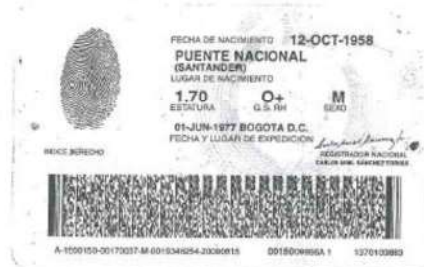 FECHA DE NACIMIENTO 12-OCT-1958
PUENTE NACIONAL
(SANTANDER)
LUGAR DE NACIMIENTO
1.70 O+ M
ESTATURA G.S. RH SEXO
01-JUN-1977 BOGOTA D.C.
FECHA Y LUGAR DE EXPEDICION
INDICE DERECHO
REGISTRADOR NACIONAL